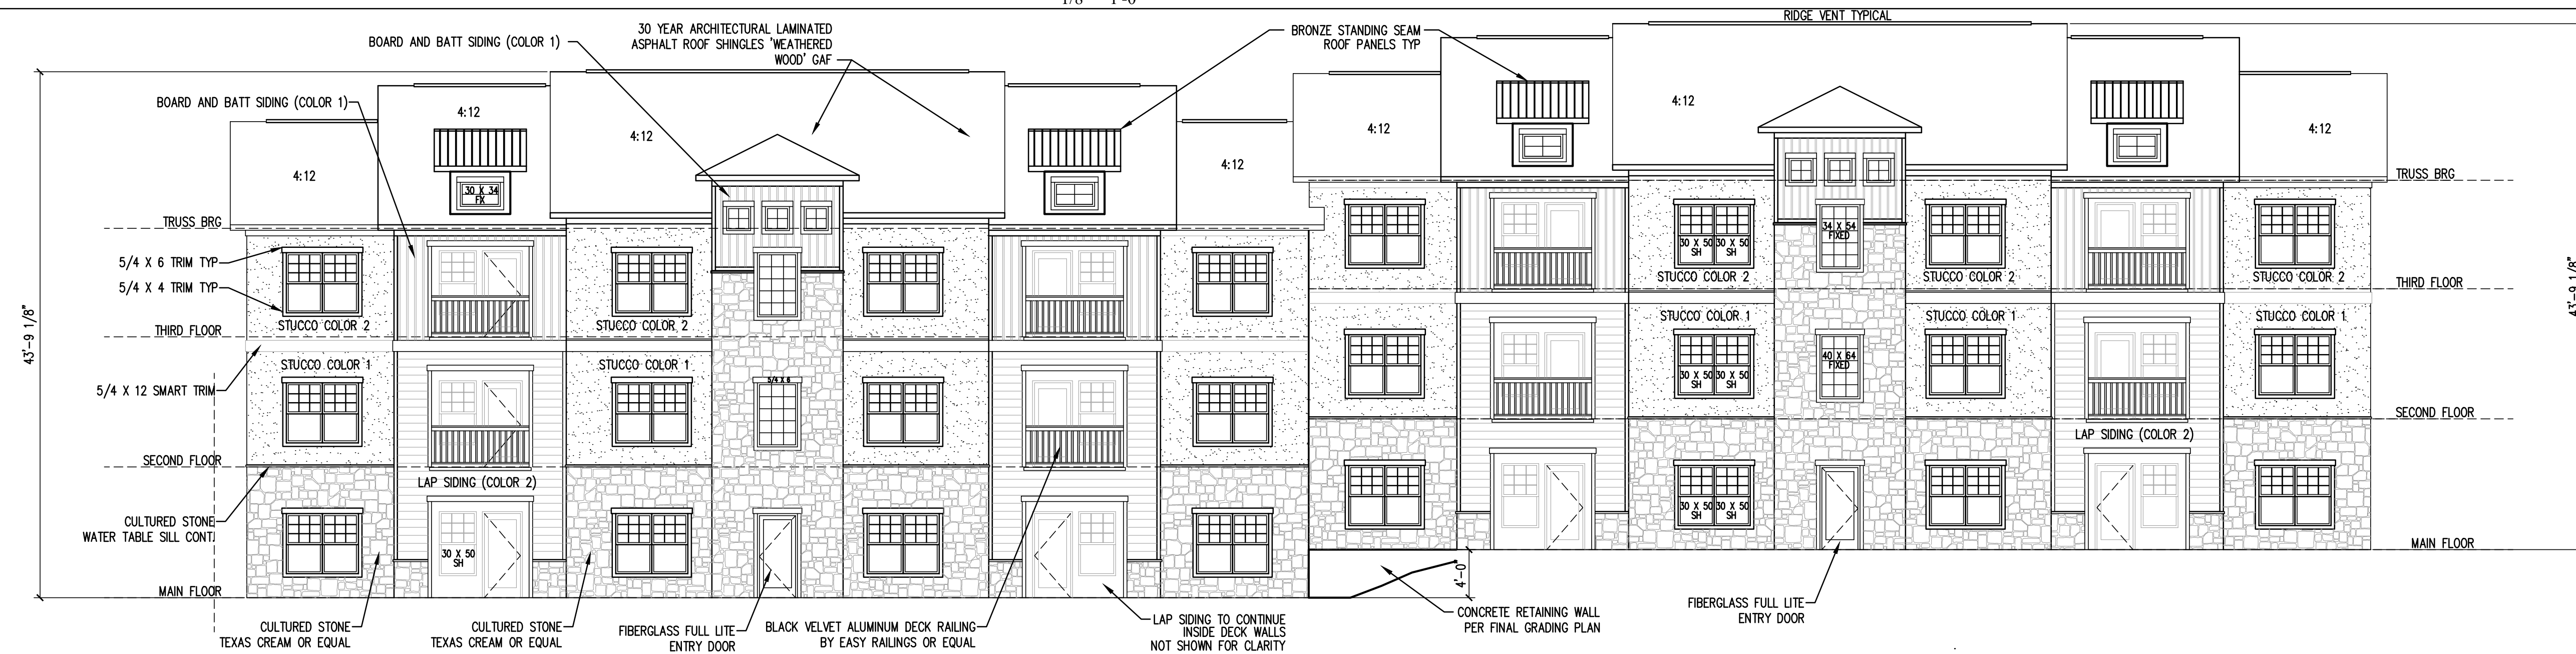 RIDGE VENT TYPICAL
30 YEAR ARCHITECTURAL LAMINATED
ASPHALT ROOF SHINGLES 'WEATHERED
WOOD' GAF
BOARD AND BATT SIDING (COLOR 1)
BRONZE STANDING SEAM
ROOF PANELS TYP
BOARD AND BATT SIDING (COLOR 1)
4:12
4:12
4:12
4:12
4:12
4:12
4:12
4:12
30 X 34
FX
TRUSS BRG
TRUSS BRG
5/4 X 6 TRIM TYP
5/4 X 4 TRIM TYP
34 X 54
FIXED
30 X 50
SH
30 X 50
SH
STUCCO COLOR 2
STUCCO COLOR 2
STUCCO COLOR 2
STUCCO COLOR 2
STUCCO COLOR 2
THIRD FLOOR
THIRD FLOOR
43'-9 1/8"
43'-9 1/8"
STUCCO COLOR 1
STUCCO COLOR 1
STUCCO COLOR 1
STUCCO COLOR 1
STUCCO COLOR 1
5/4 X 12 SMART TRIM
5/4 X 6
40 X 64
FIXED
30 X 50
SH
30 X 50
SH
SECOND FLOOR
SECOND FLOOR
LAP SIDING (COLOR 2)
LAP SIDING (COLOR 2)
CULTURED STONE
WATER TABLE SILL CONT.
30 X 50
SH
30 X 50
SH
30 X 50
SH
MAIN FLOOR
MAIN FLOOR
4'-0"
CULTURED STONE
TEXAS CREAM OR EQUAL
CULTURED STONE
TEXAS CREAM OR EQUAL
FIBERGLASS FULL LITE
ENTRY DOOR
BLACK VELVET ALUMINUM DECK RAILING
BY EASY RAILINGS OR EQUAL
LAP SIDING TO CONTINUE
INSIDE DECK WALLS
NOT SHOWN FOR CLARITY
CONCRETE RETAINING WALL
PER FINAL GRADING PLAN
FIBERGLASS FULL LITE
ENTRY DOOR